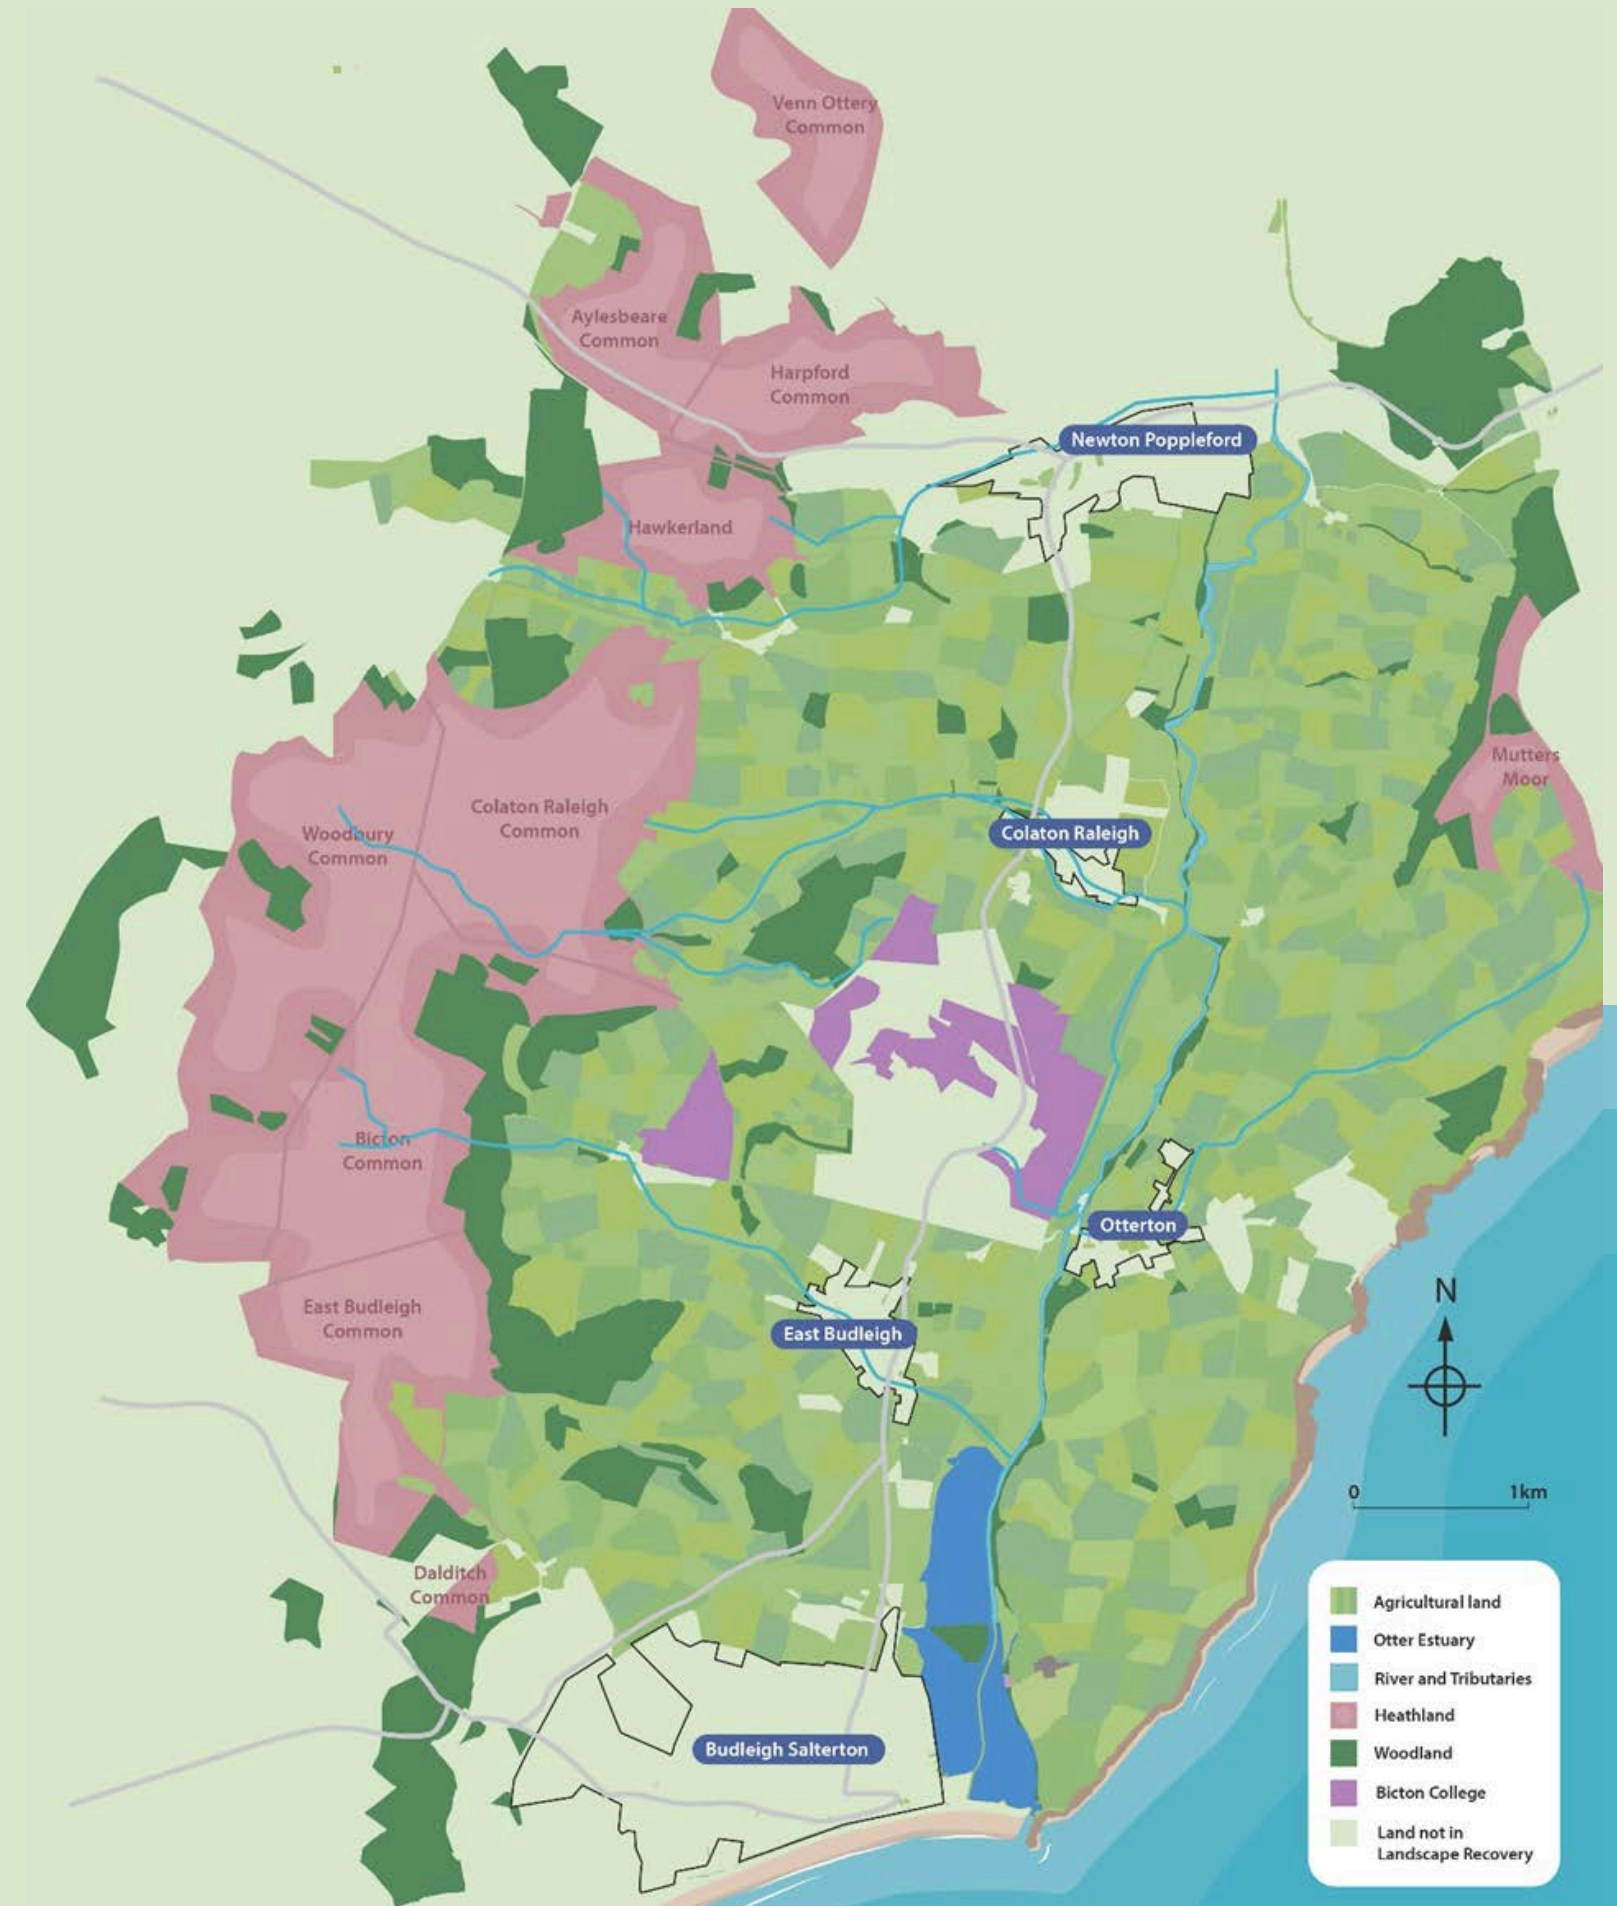 Venn Ottery
Common
Aylesbeare
Common
Harpford
Common
Newton Poppleford
Hawkerland
Mutters
Moor
Colaton Raleigh
Common
Woodbury
Common
Colaton Raleigh
Bicton
Common
Otterton
East Budleigh
Common
East Budleigh
N
0 1km
Dalditch
Common
Budleigh Salterton
Agricultural land
Otter Estuary
River and Tributaries
Heathland
Woodland
Bicton College
Land not in
Landscape Recovery